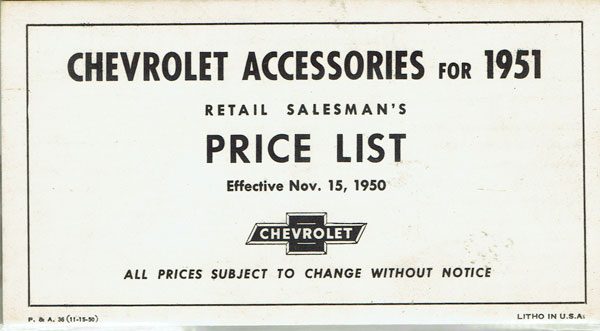 CHEVROLET ACCESSORIES FOR 1951
RETAIL SALESMAN'S
PRICE LIST
Effective Nov. 15, 1950
CHEVROLET
ALL PRICES SUBJECT TO CHANGE WITHOUT NOTICE
P. & A. 36 (11-15-50)
LITHO IN U.S.A.